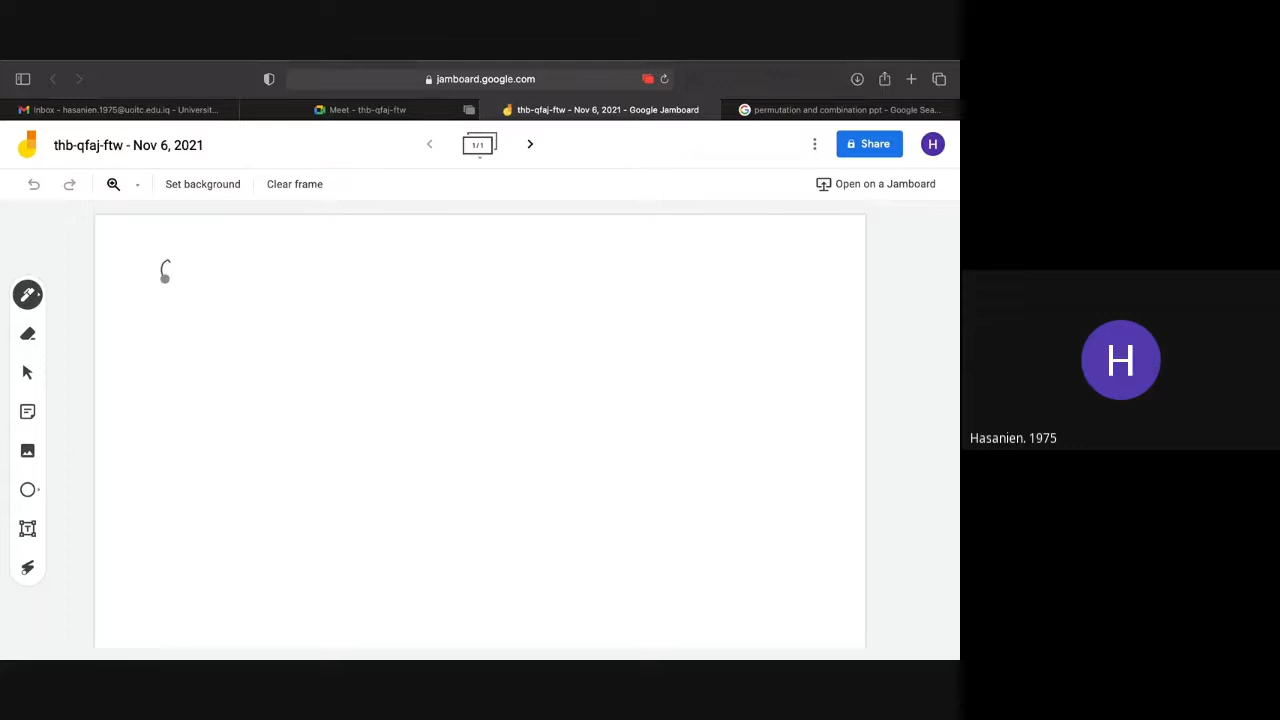 jamboard.google.com
Inbox - hasanien.1975@uoitc.edu.iq - Universit...
Meet - thb-qfaj-ftw
thb-qfaj-ftw - Nov 6, 2021 - Google Jamboard
permutation and combination ppt - Google Sea...
thb-qfaj-ftw - Nov 6, 2021
1/1
Share
H
Set background
Clear frame
Open on a Jamboard
T
H
Hasanien. 1975